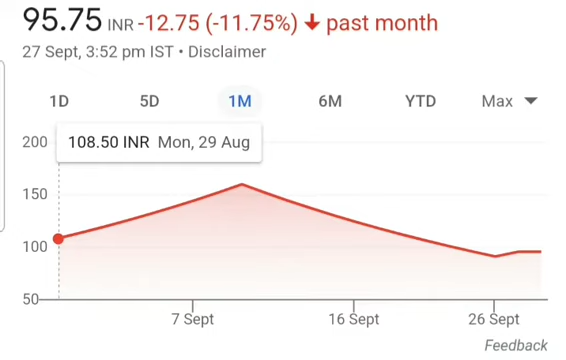 95.75 INR -12.75 (-11.75%) ↓ past month
27 Sept, 3:52 pm IST • Disclaimer
1D 5D 1M 6M YTD Max
108.50 INR Mon, 29 Aug
200
150
100
50
7 Sept 16 Sept 26 Sept
Feedback